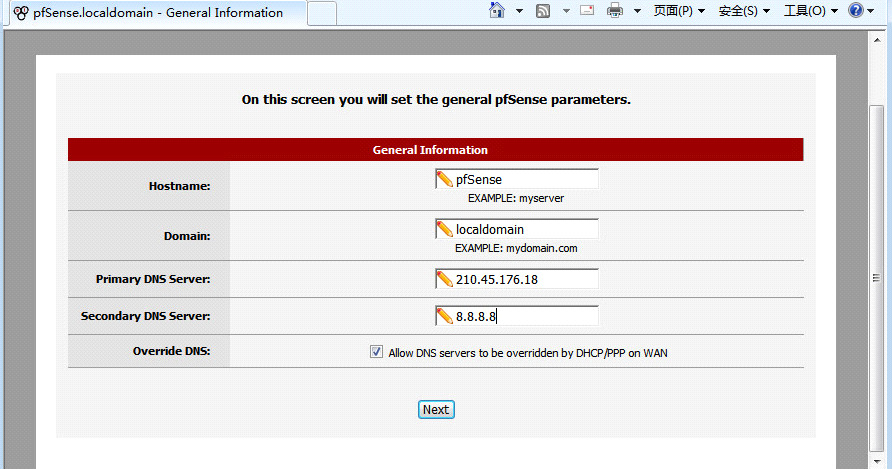 pfSense.localdomain - General Information
页面(P) 安全(S) 工具(O)
On this screen you will set the general pfSense parameters.
General Information
Hostname: pfSense
EXAMPLE: myserver
Domain: localdomain
EXAMPLE: mydomain.com
Primary DNS Server: 210.45.176.18
Secondary DNS Server: 8.8.8.8
Override DNS: Allow DNS servers to be overridden by DHCP/PPP on WAN
Next